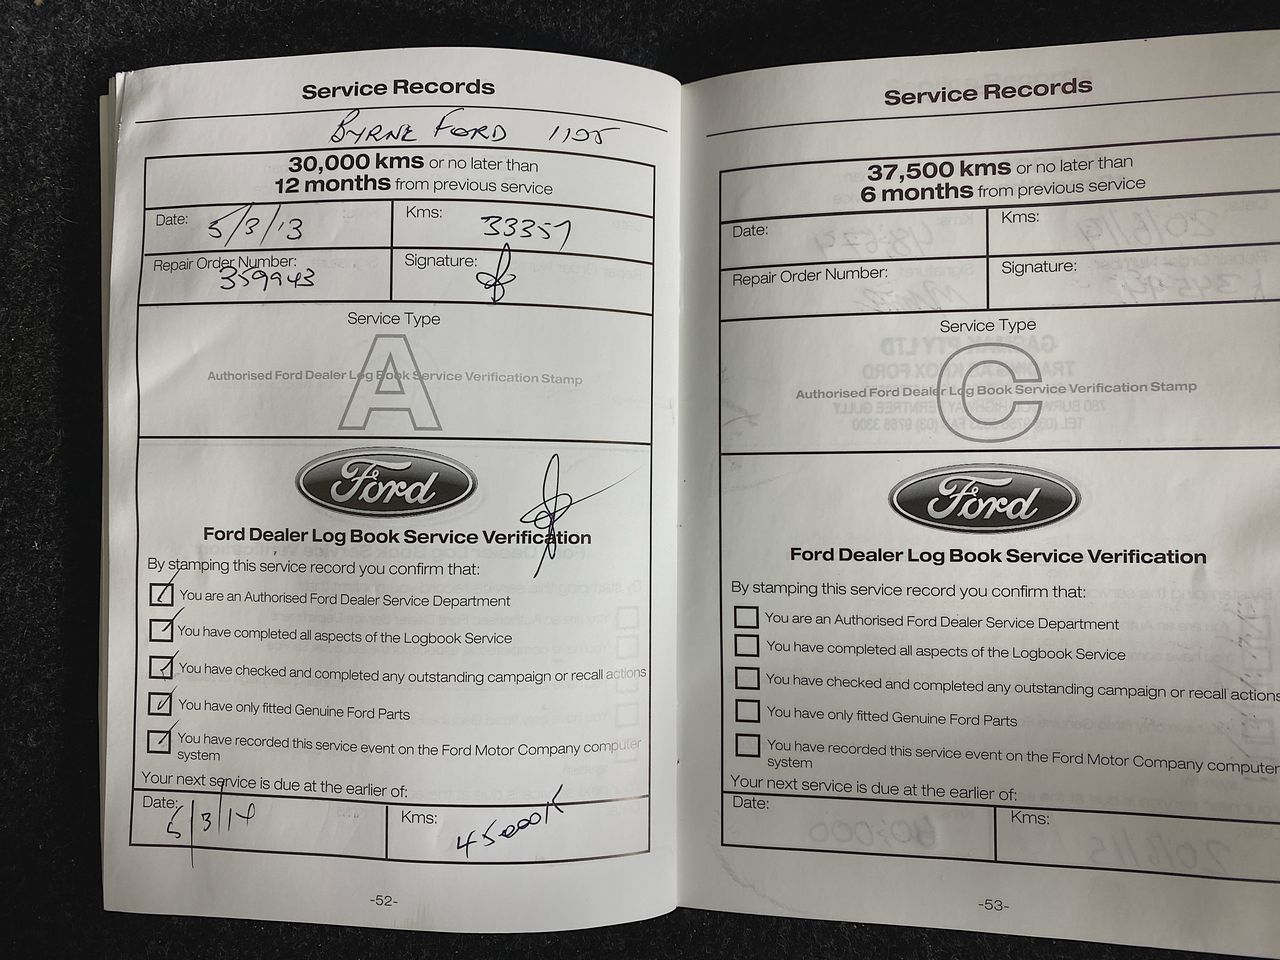 Service Records
BYRNE FORD 1195
30,000 kms or no later than
12 months from previous service
Date: 5/3/13
Kms: 33357
Repair Order Number: 359943
Signature:
Service Type
A
Authorised Ford Dealer Log Book Service Verification Stamp
Ford
Ford Dealer Log Book Service Verification
By stamping this service record you confirm that:
You are an Authorised Ford Dealer Service Department
You have completed all aspects of the Logbook Service
You have checked and completed any outstanding campaign or recall actions
You have only fitted Genuine Ford Parts
You have recorded this service event on the Ford Motor Company computer
system
Your next service is due at the earlier of:
Date: 5/3/14
Kms: 45000K
-52-
Service Records
37,500 kms or no later than
6 months from previous service
Date:
Kms:
Repair Order Number:
Signature:
Service Type
C
Authorised Ford Dealer Log Book Service Verification Stamp
Ford
Ford Dealer Log Book Service Verification
By stamping this service record you confirm that:
You are an Authorised Ford Dealer Service Department
You have completed all aspects of the Logbook Service
You have checked and completed any outstanding campaign or recall actions
You have only fitted Genuine Ford Parts
You have recorded this service event on the Ford Motor Company computer
system
Your next service is due at the earlier of:
Date:
Kms:
-53-